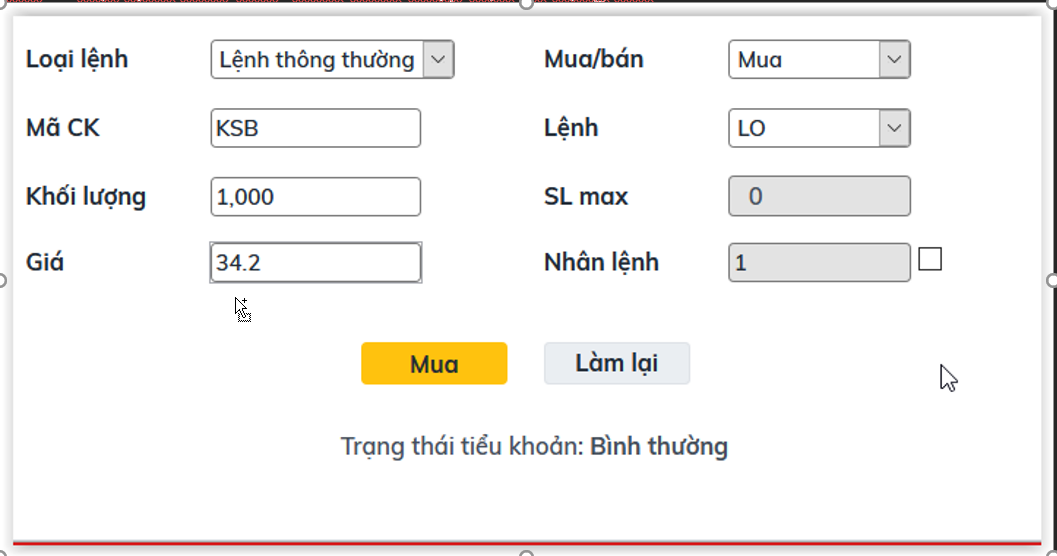 Loại lệnh Lệnh thông thường Mua/bán Mua
Mã CK KSB Lệnh LO
Khối lượng 1,000 SL max 0
Giá 34.2 Nhân lệnh 1
Mua Làm lại
Trạng thái tiểu khoản: Bình thường